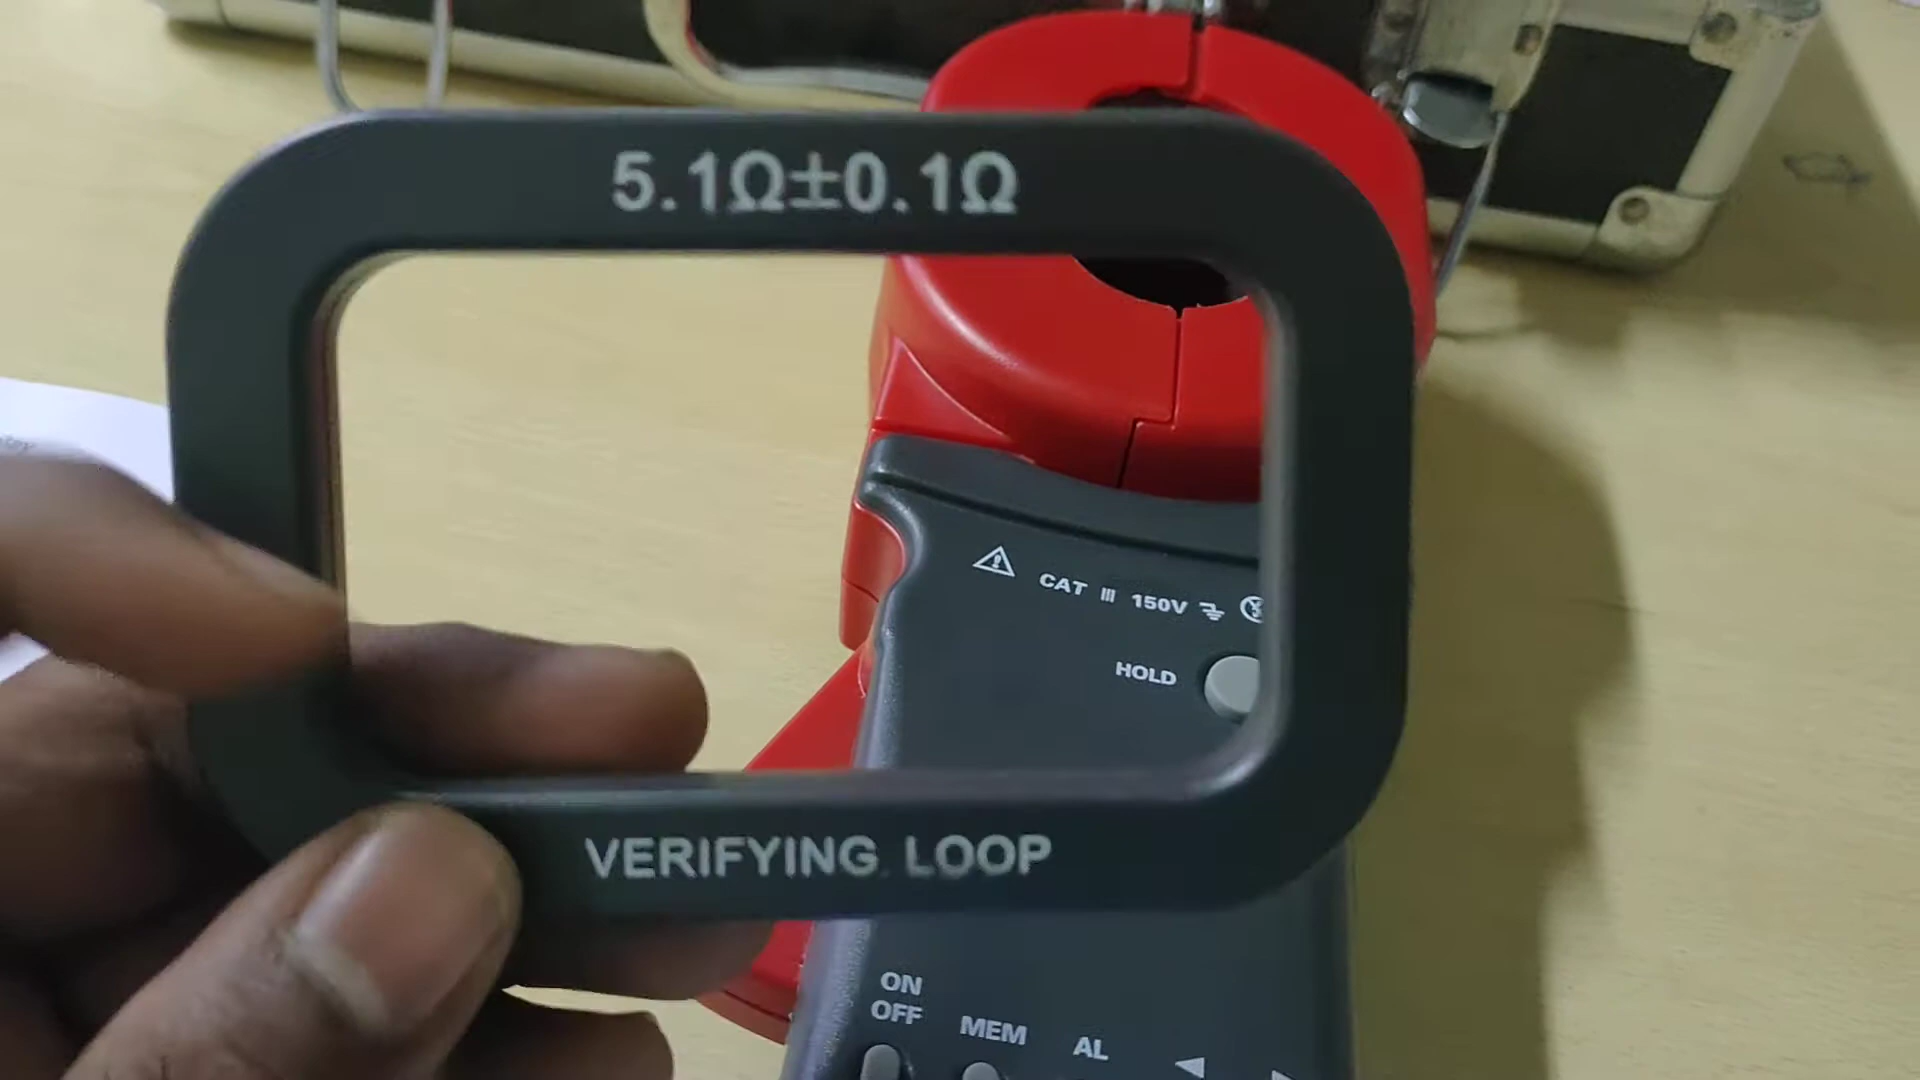 5.1Ω±0.1Ω
CAT III 150V
HOLD
VERIFYING LOOP
ON
OFF
MEM
AL